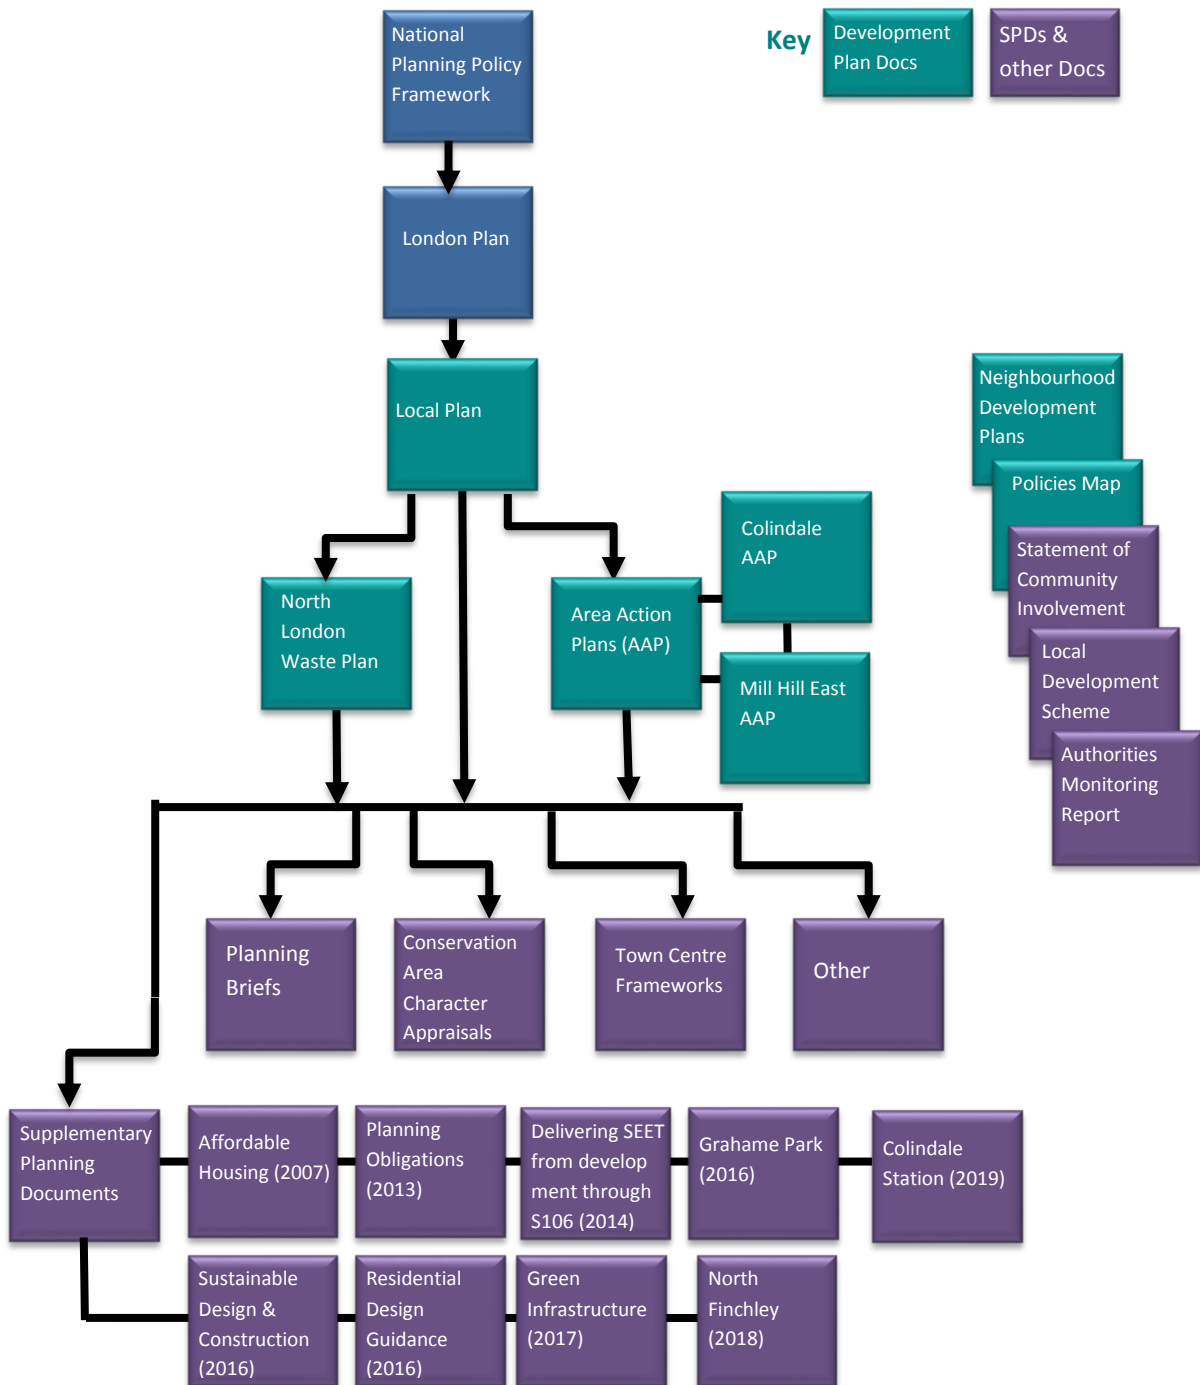 National
Planning Policy
Framework
Key
Development
Plan Docs
SPDs &
other Docs
London Plan
Local Plan
Neighbourhood
Development
Plans
Policies Map
Statement of
Community
Involvement
Local
Development
Scheme
Authorities
Monitoring
Report
North
London
Waste Plan
Area Action
Plans (AAP)
Colindale
AAP
Mill Hill East
AAP
Planning
Briefs
Conservation
Area
Character
Appraisals
Town Centre
Frameworks
Other
Supplementary
Planning
Documents
Affordable
Housing (2007)
Planning
Obligations
(2013)
Delivering SEET
from develop
ment through
S106 (2014)
Grahame Park
(2016)
Colindale
Station (2019)
Sustainable
Design &
Construction
(2016)
Residential
Design
Guidance
(2016)
Green
Infrastructure
(2017)
North
Finchley
(2018)